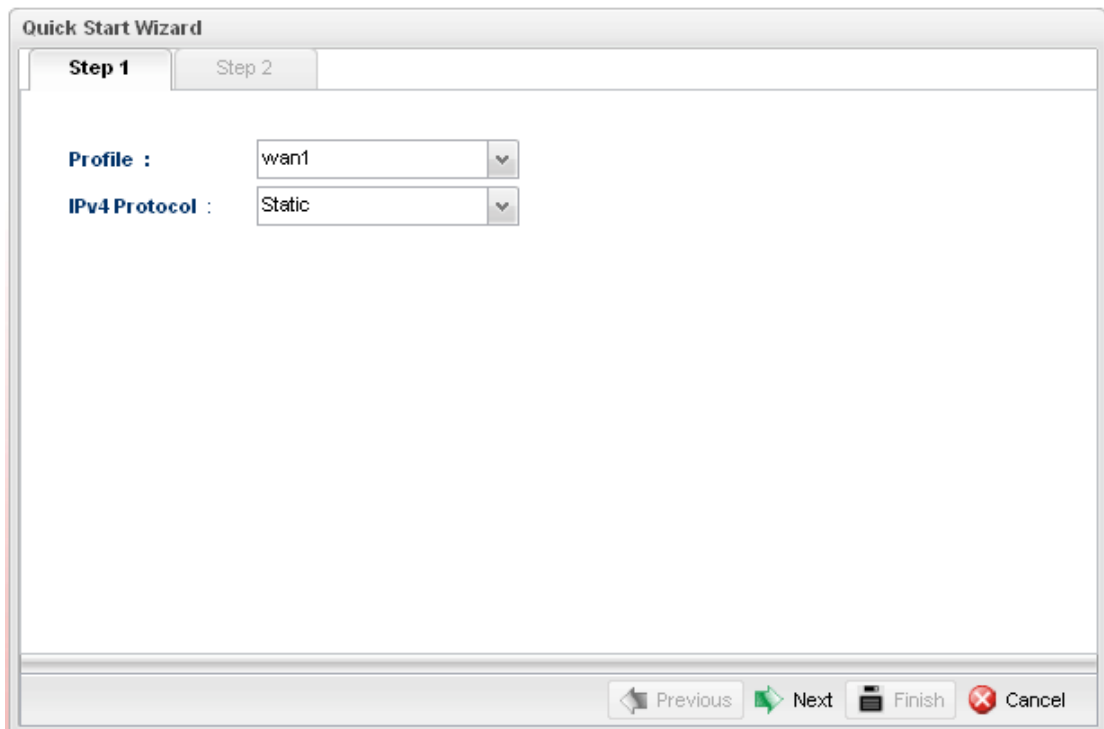 Quick Start Wizard
Step 1 Step 2
Profile : wan1
IPv4 Protocol : Static
Previous Next Finish Cancel